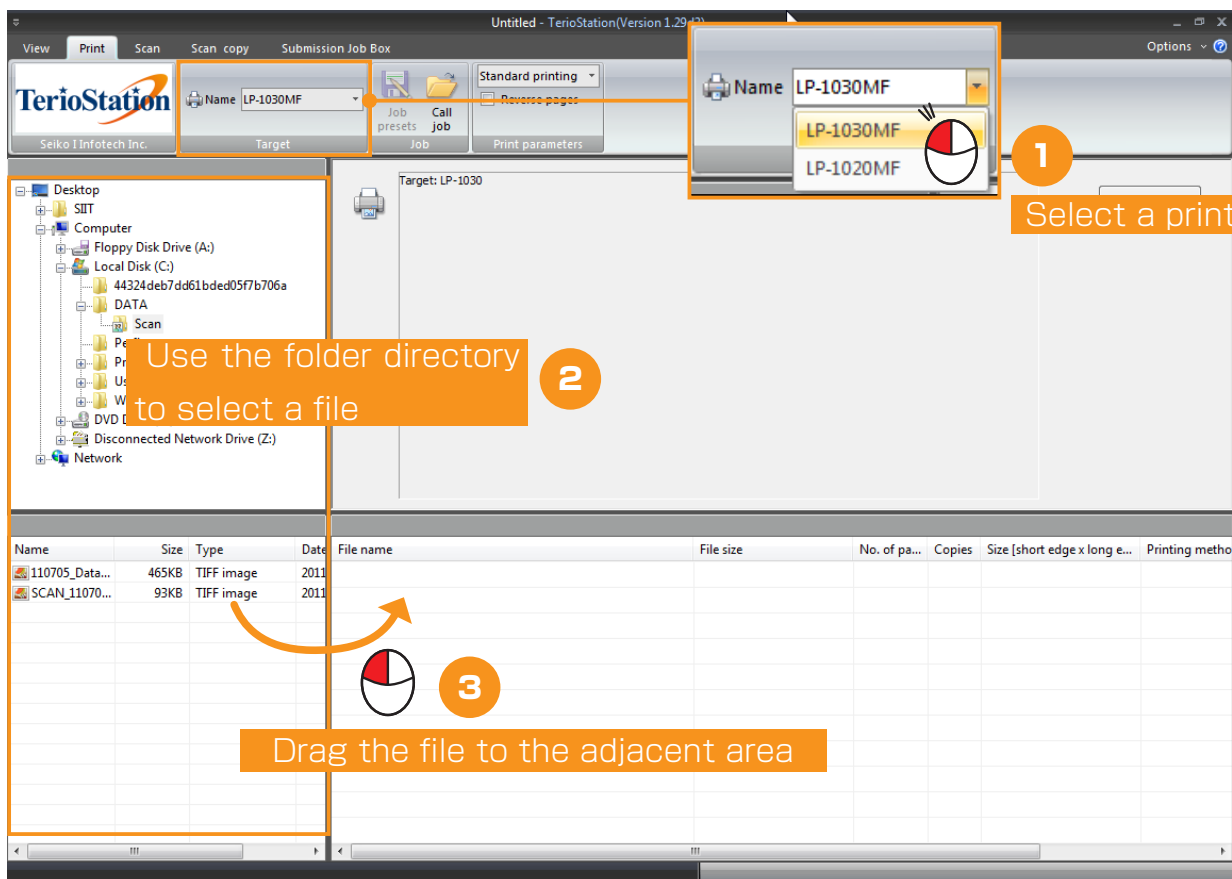 Untitled - TerioStation(Version 1.29
View Print Scan Scan copy Submission Job Box Options
TerioStation
Seiko I Infotech Inc.
Name LP-1030MF
Target
Job presets
Call job
Job
Standard printing
Reverse pages
Print parameters
Name LP-1030MF
LP-1030MF
LP-1020MF
1
Select a print
Target: LP-1030
Desktop
SIIT
Computer
Floppy Disk Drive (A:)
Local Disk (C:)
44324deb7dd61bded05f7b706a
DATA
Scan
Use the folder directory
to select a file
2
Disconnected Network Drive (Z:)
Network
Name Size Type Date
110705_Data... 465KB TIFF image 2011
SCAN_11070... 93KB TIFF image 2011
File name File size No. of pa... Copies Size [short edge x long e... Printing metho
3
Drag the file to the adjacent area